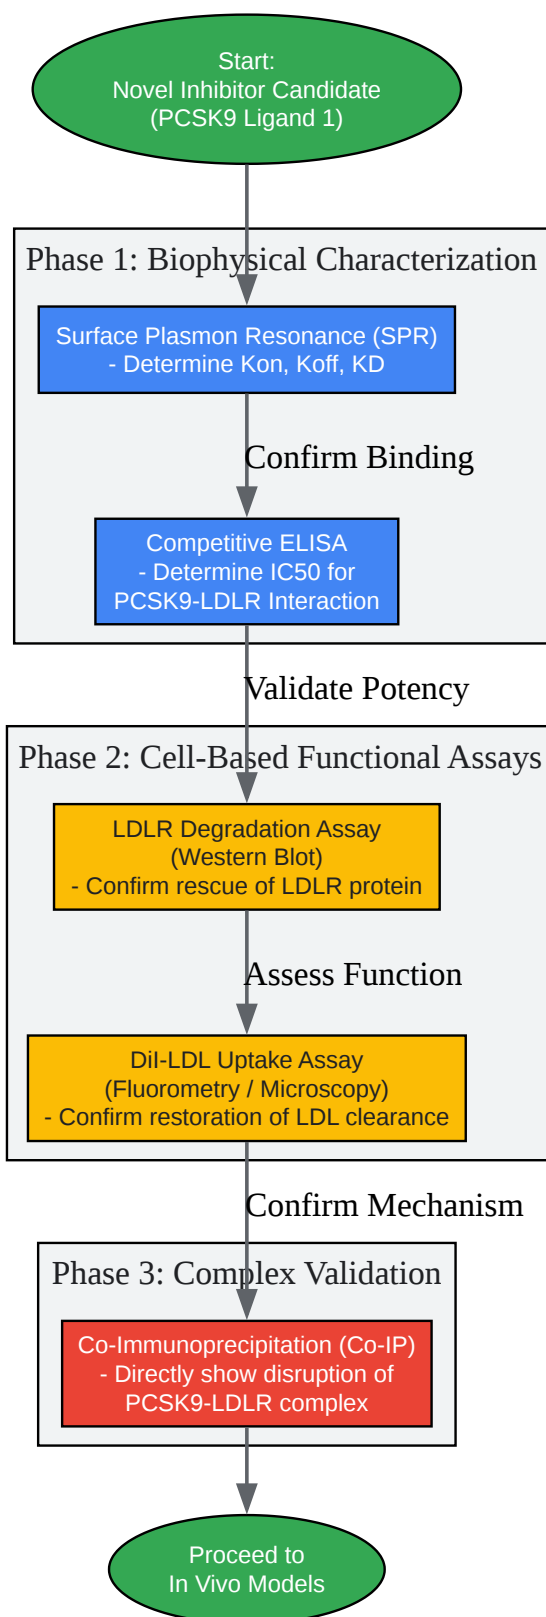 Start:
Novel Inhibitor Candidate
(PCSK9 Ligand 1)
Phase 1: Biophysical Characterization
Surface Plasmon Resonance (SPR)
- Determine Kon, Koff, KD
Confirm Binding
Competitive ELISA
- Determine IC50 for
PCSK9-LDLR Interaction
Validate Potency
Phase 2: Cell-Based Functional Assays
LDLR Degradation Assay
(Western Blot)
- Confirm rescue of LDLR protein
Assess Function
DiI-LDL Uptake Assay
(Fluorometry / Microscopy)
- Confirm restoration of LDL clearance
Confirm Mechanism
Phase 3: Complex Validation
Co-Immunoprecipitation (Co-IP)
- Directly show disruption of
PCSK9-LDLR complex
Proceed to
In Vivo Models